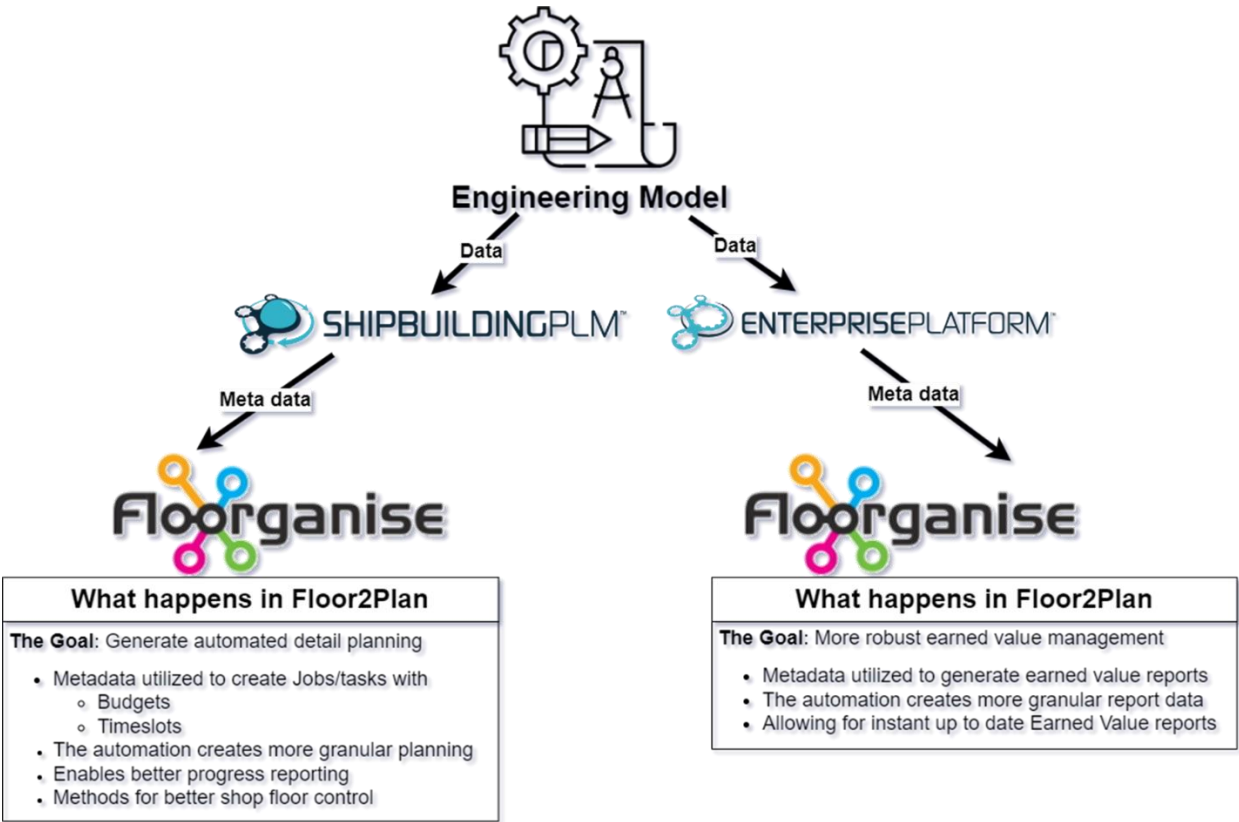 Engineering Model
Data
Data
SHIPBUILDINGPLM™
ENTERPRISEPLATFORM™
Meta data
Meta data
Floorganise
Floorganise
What happens in Floor2Plan
The Goal: Generate automated detail planning
• Metadata utilized to create Jobs/tasks with
○ Budgets
○ Timeslots
• The automation creates more granular planning
• Enables better progress reporting
• Methods for better shop floor control
What happens in Floor2Plan
The Goal: More robust earned value management
• Metadata utilized to generate earned value reports
• The automation creates more granular report data
• Allowing for instant up to date Earned Value reports